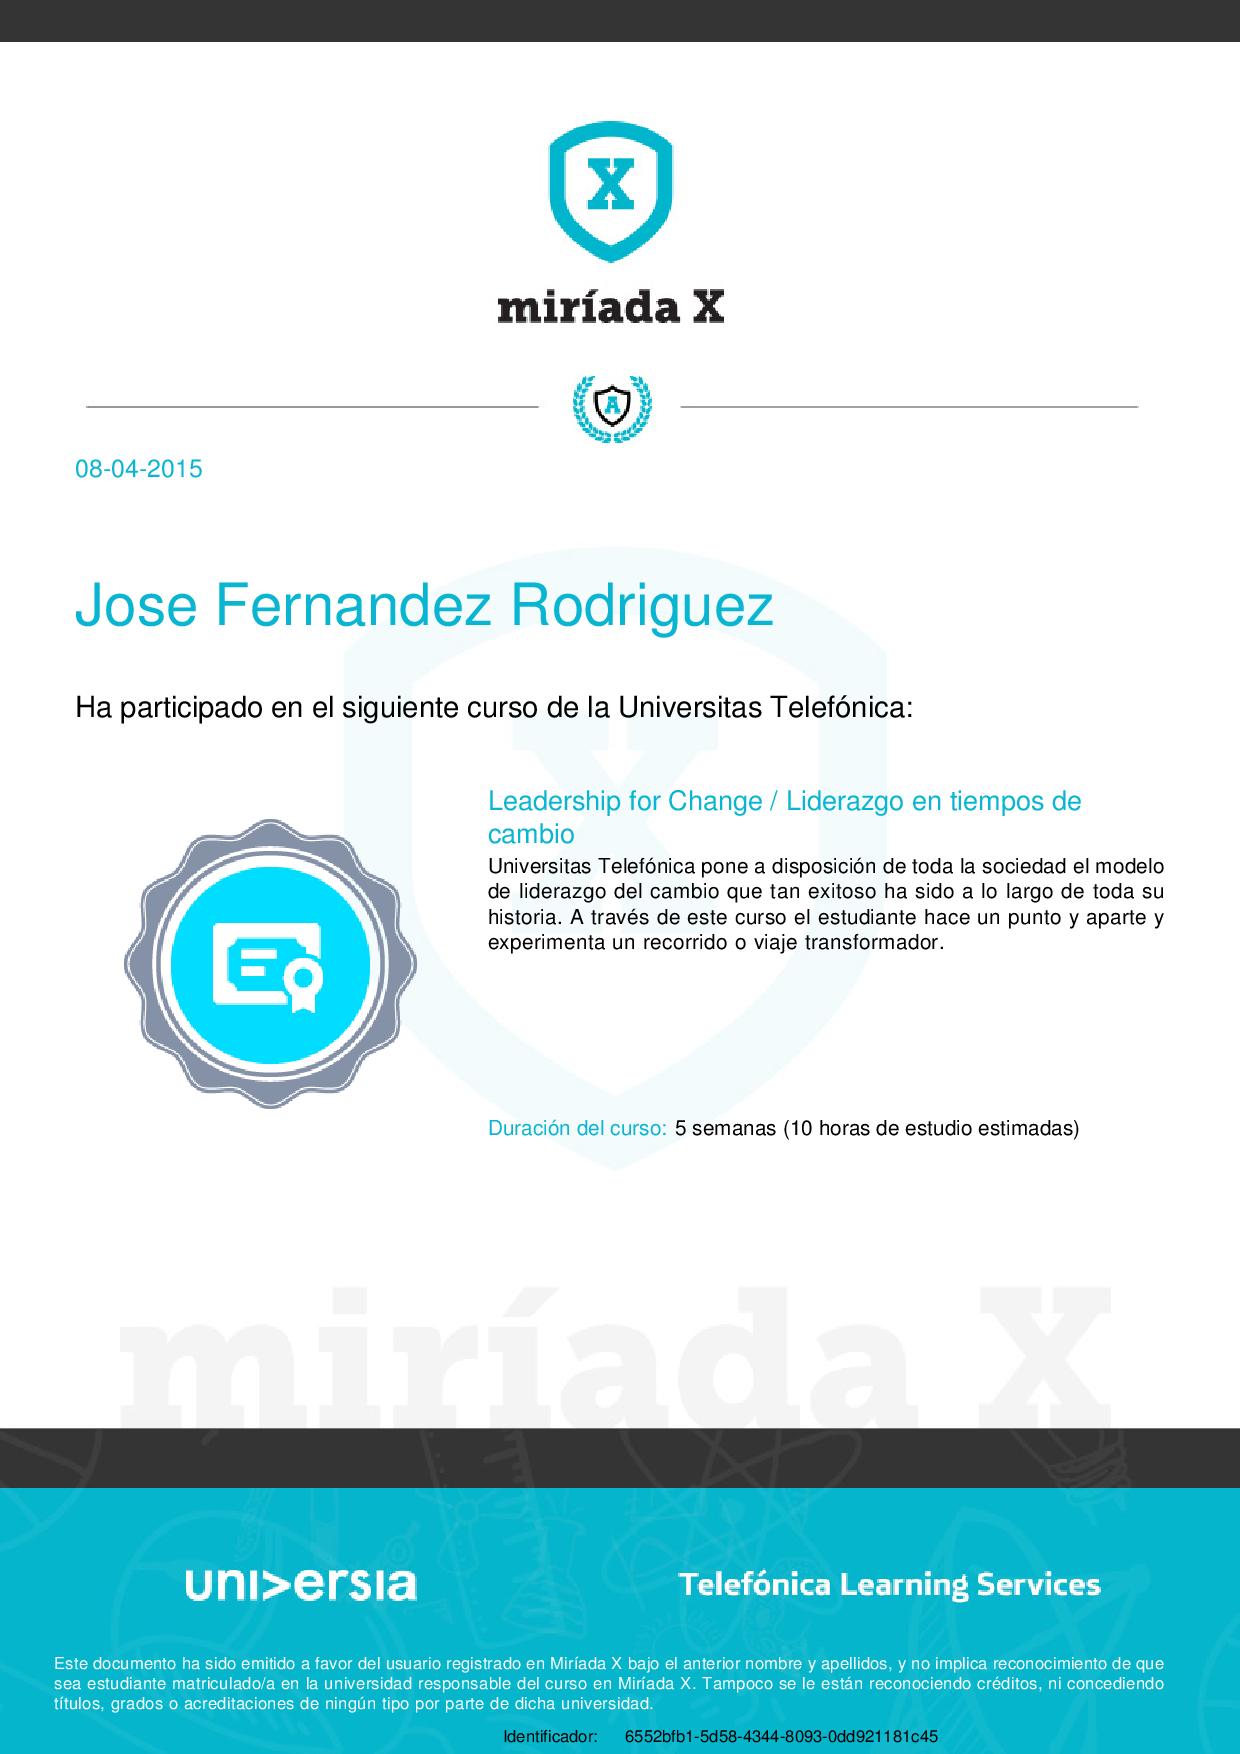 X
miríada X
A
08-04-2015
Jose Fernandez Rodriguez
Ha participado en el siguiente curso de la Universitas Telefónica:
Leadership for Change / Liderazgo en tiempos de
cambio
Universitas Telefónica pone a disposición de toda la sociedad el modelo
de liderazgo del cambio que tan exitoso ha sido a lo largo de toda su
historia. A través de este curso el estudiante hace un punto y aparte y
experimenta un recorrido o viaje transformador.
Duración del curso: 5 semanas (10 horas de estudio estimadas)
miríada X
uni>ersia
Telefónica Learning Services
Este documento ha sido emitido a favor del usuario registrado en Miríada X bajo el anterior nombre y apellidos, y no implica reconocimiento de que
sea estudiante matriculado/a en la universidad responsable del curso en Miríada X. Tampoco se le están reconociendo créditos, ni concediendo
títulos, grados o acreditaciones de ningún tipo por parte de dicha universidad.
Identificador: 6552bfb1-5d58-4344-8093-0dd921181c45